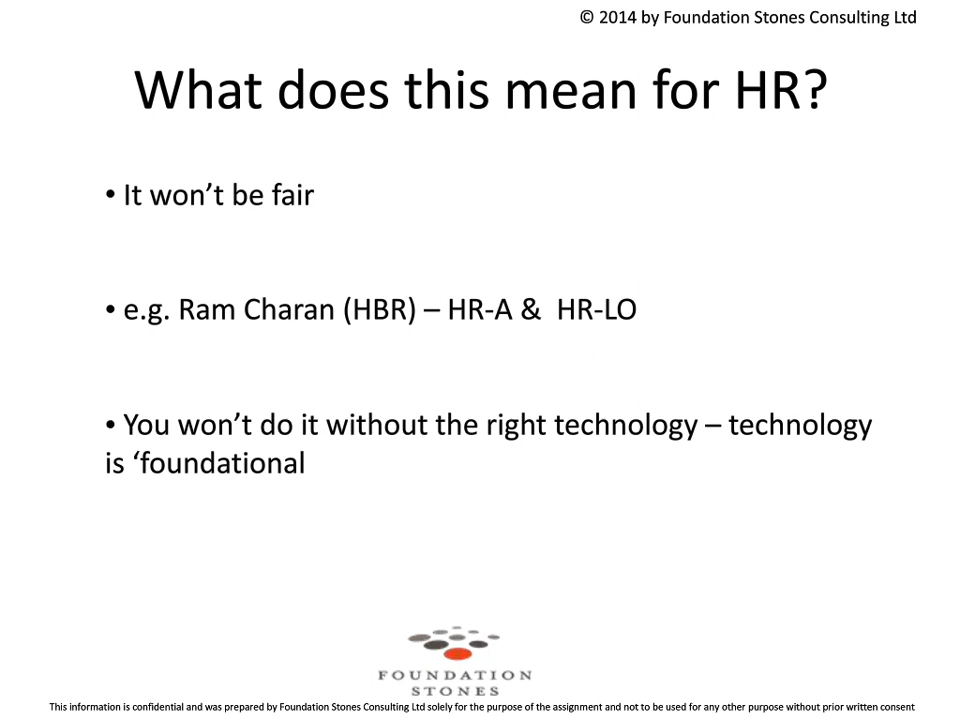 © 2014 by Foundation Stones Consulting Ltd
What does this mean for HR?
• It won’t be fair
• e.g. Ram Charan (HBR) – HR-A &  HR-LO
• You won’t do it without the right technology – technology
is ‘foundational
FOUNDATION
STONES
This information is confidential and was prepared by Foundation Stones Consulting Ltd solely for the purpose of the assignment and not to be used for any other purpose without prior written consent